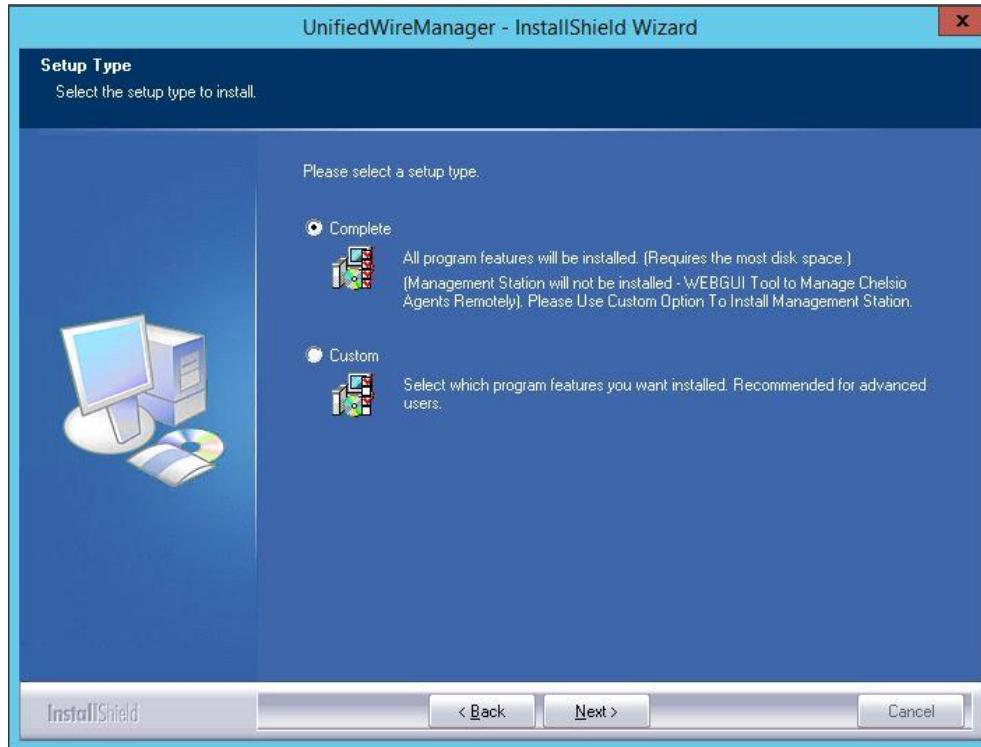 UnifiedWireManager - InstallShield Wizard
x
Setup Type
Select the setup type to install.
Please select a setup type.
Complete
All program features will be installed. (Requires the most disk space.)
(Management Station will not be installed - WEBGUI Tool to Manage Chelsio
Agents Remotely). Please Use Custom Option To Install Management Station.
Custom
Select which program features you want installed. Recommended for advanced
users.
InstallShield
< Back
Next >
Cancel